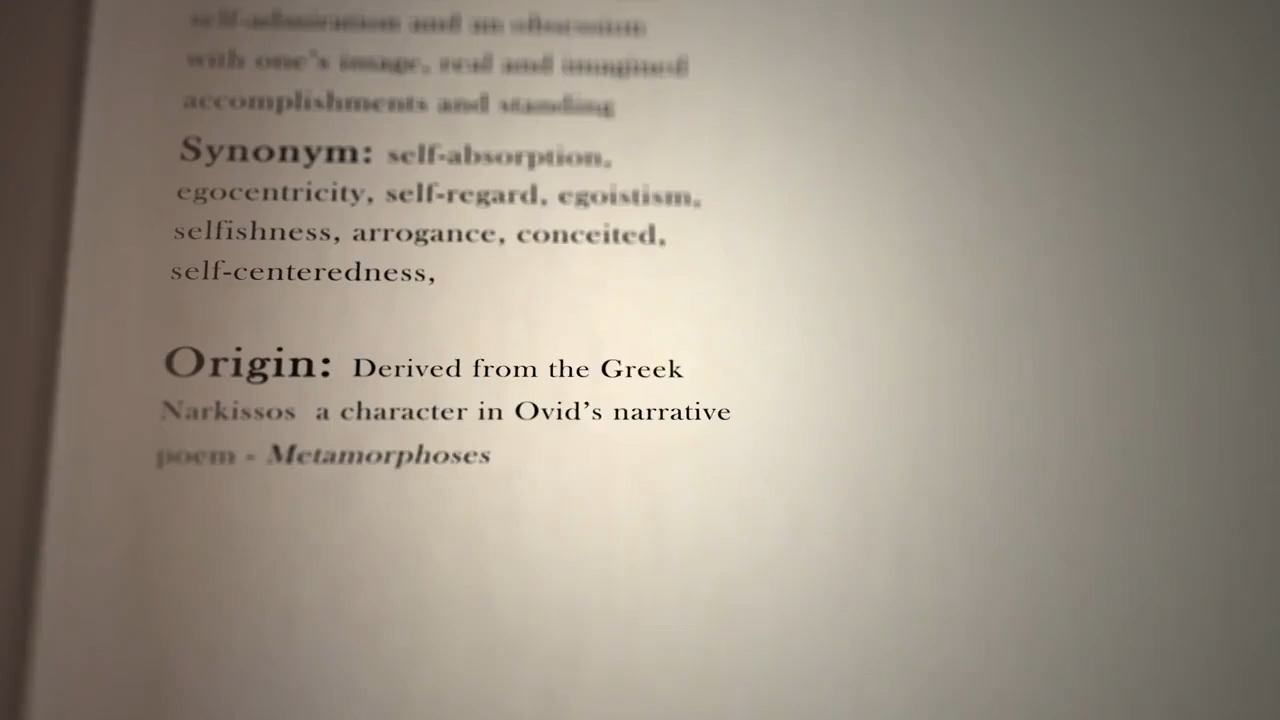 self-admiration and an obsession
with one's image, real and imagined
accomplishments and standing
Synonym: self-absorption,
egocentricity, self-regard, egoistism,
selfishness, arrogance, conceited,
self-centeredness,
Origin: Derived from the Greek
Narkissos a character in Ovid's narrative
poem - Metamorphoses